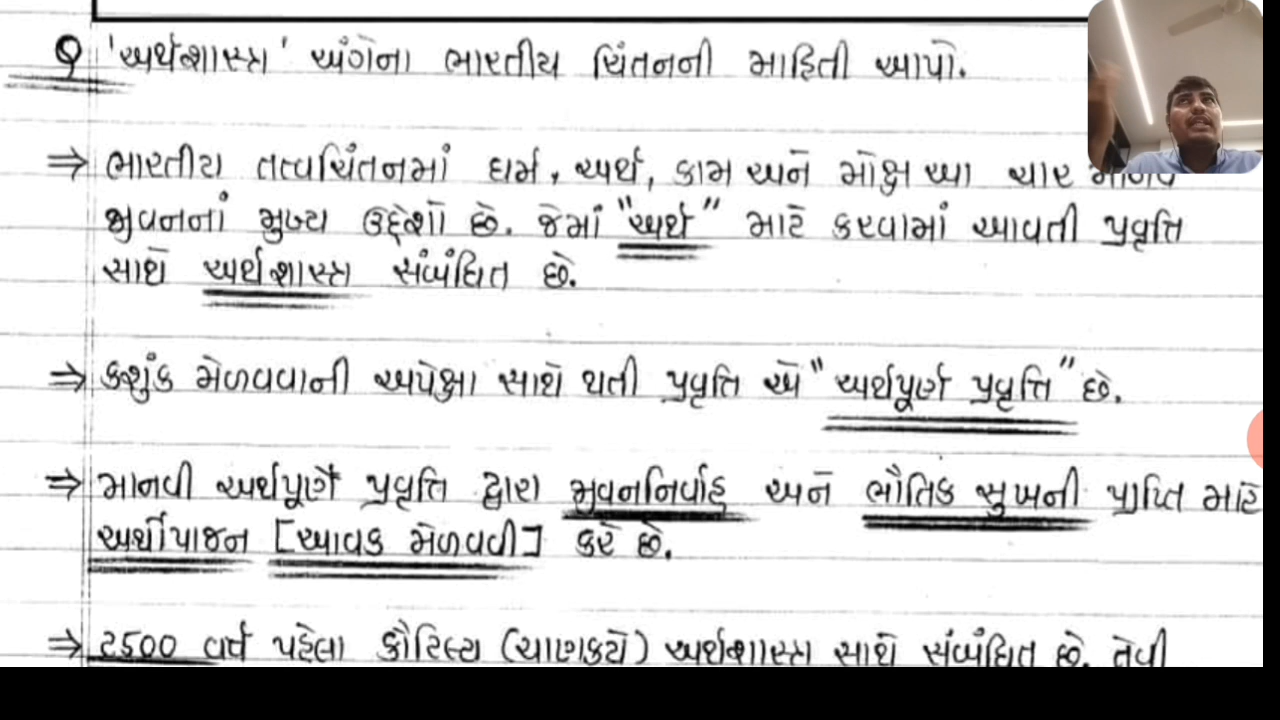 Q 'અર્થશાસ્ત્ર' અંગેના ભારતીય ચિંતનની માહિતી આપો.
⇒ ભારતીય તત્વચિંતનમાં ધર્મ, અર્થ, કામ અને મોક્ષ આ ચાર માનવ
જીવનનાં મુખ્ય ઉદ્દેશો છે. જેમાં "અર્થ" માટે કરવામાં આવતી પ્રવૃત્તિ
સાથે અર્થશાસ્ત્ર સંબંધિત છે.
⇒ કશુંક મેળવવાની અપેક્ષા સાથે થતી પ્રવૃત્તિ એ "અર્થપૂર્ણ પ્રવૃત્તિ" છે.
⇒ માનવી અર્થપૂર્ણ પ્રવૃત્તિ દ્વારા જીવનનિર્વાહ અને ભૌતિક સુખની પ્રાપ્તિ માટે
અર્થોપાર્જન [આવક મેળવવી] કરે છે.
⇒ 2500 વર્ષ પહેલા કૌટિલ્ય (ચાણક્યે) અર્થશાસ્ત્ર સાથે સંબંધિત છે. તેવી